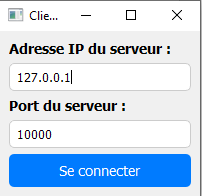 Clie...
Adresse IP du serveur :
127.0.0.1
Port du serveur :
10000
Se connecter